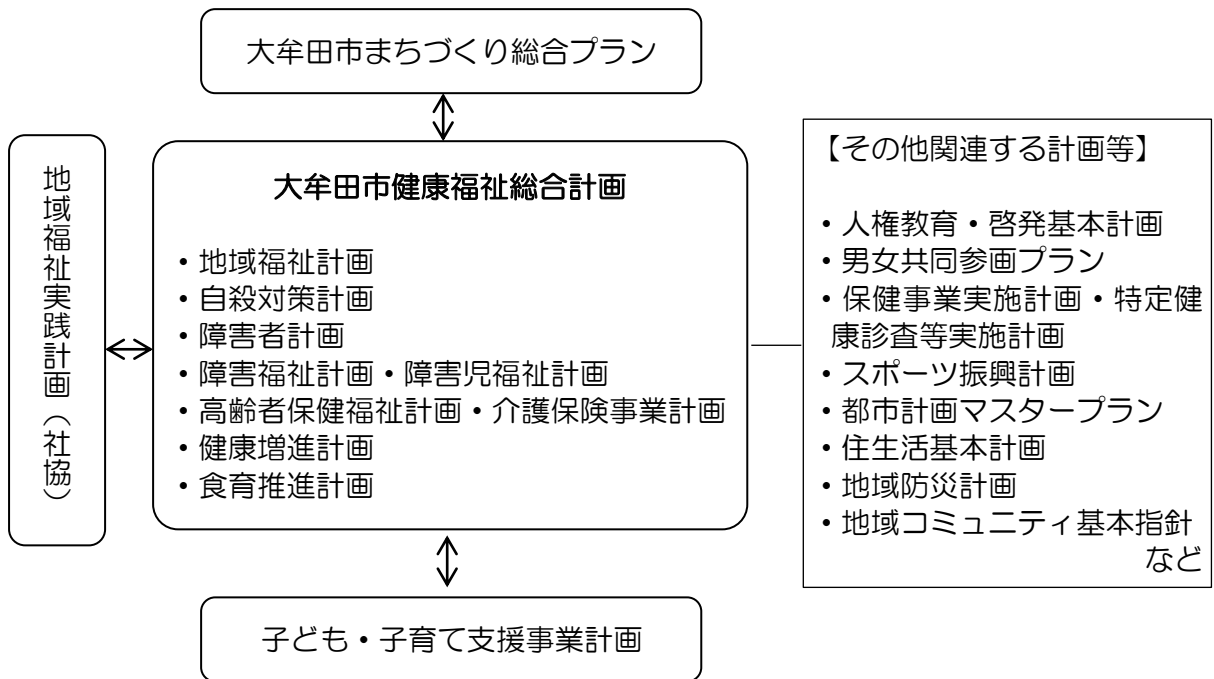 大牟田市まちづくり総合プラン
地域福祉実践計画（社協）
大牟田市健康福祉総合計画
・地域福祉計画
・自殺対策計画
・障害者計画
・障害福祉計画・障害児福祉計画
・高齢者保健福祉計画・介護保険事業計画
・健康増進計画
・食育推進計画
【その他関連する計画等】
・人権教育・啓発基本計画
・男女共同参画プラン
・保健事業実施計画・特定健
康診査等実施計画
・スポーツ振興計画
・都市計画マスタープラン
・住生活基本計画
・地域防災計画
・地域コミュニティ基本指針
など
子ども・子育て支援事業計画